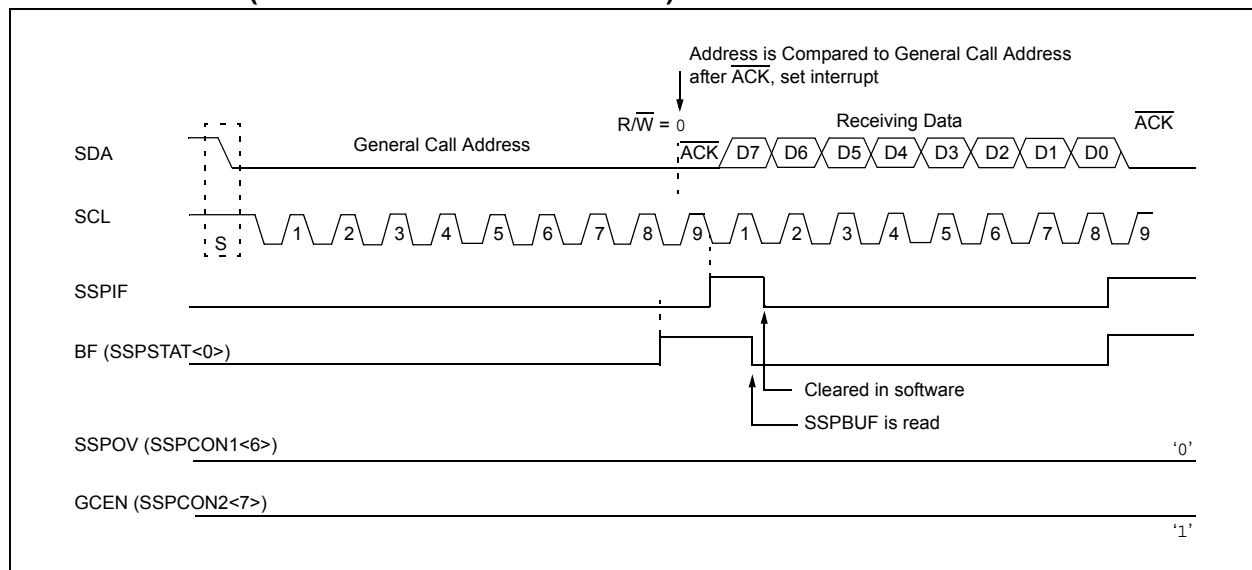 Address is Compared to General Call Address
after ACK, set interrupt
R/W = 0
Receiving Data
ACK
SDA
General Call Address
ACK D7 D6 D5 D4 D3 D2 D1 D0
SCL
S 1 2 3 4 5 6 7 8 9 1 2 3 4 5 6 7 8 9
SSPIF
BF (SSPSTAT<0>)
Cleared in software
SSPBUF is read
SSPOV (SSPCON1<6>)
‘0’
GCEN (SSPCON2<7>)
‘1’